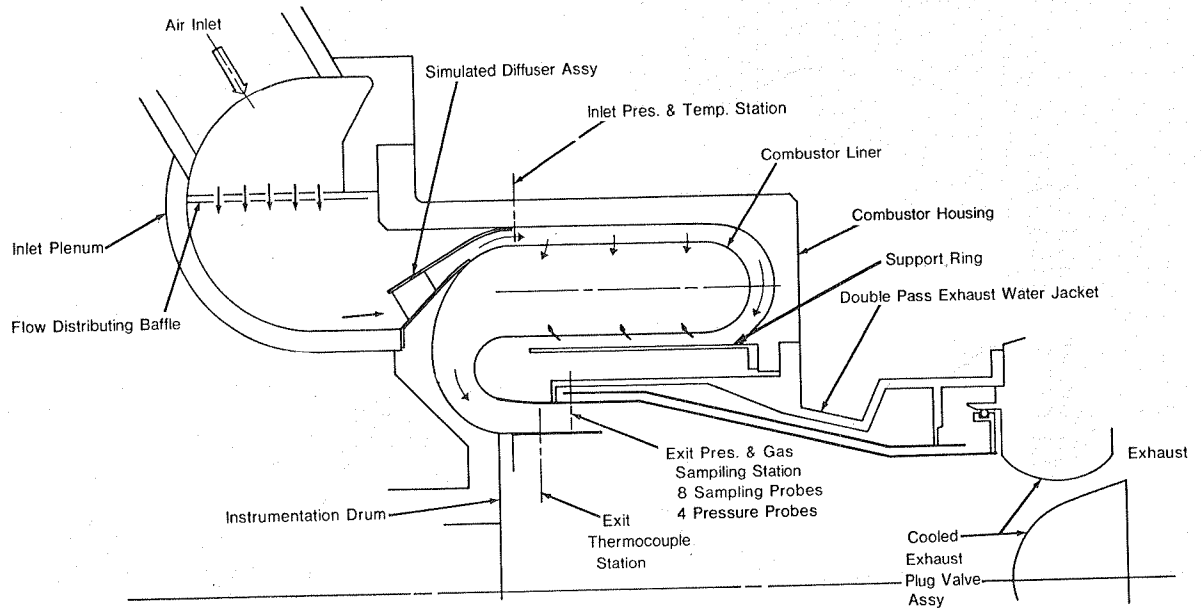 Air Inlet
Simulated Diffuser Assy
Inlet Pres. & Temp. Station
Combustor Liner
Combustor Housing
Support Ring
Double Pass Exhaust Water Jacket
Inlet Plenum
Flow Distributing Baffle
Exit Pres. & Gas
Sampiling Station
8 Sampling Probes
4 Pressure Probes
Exhaust
Instrumentation Drum
Exit
Thermocouple
Station
Cooled
Exhaust
Plug Valve
Assy